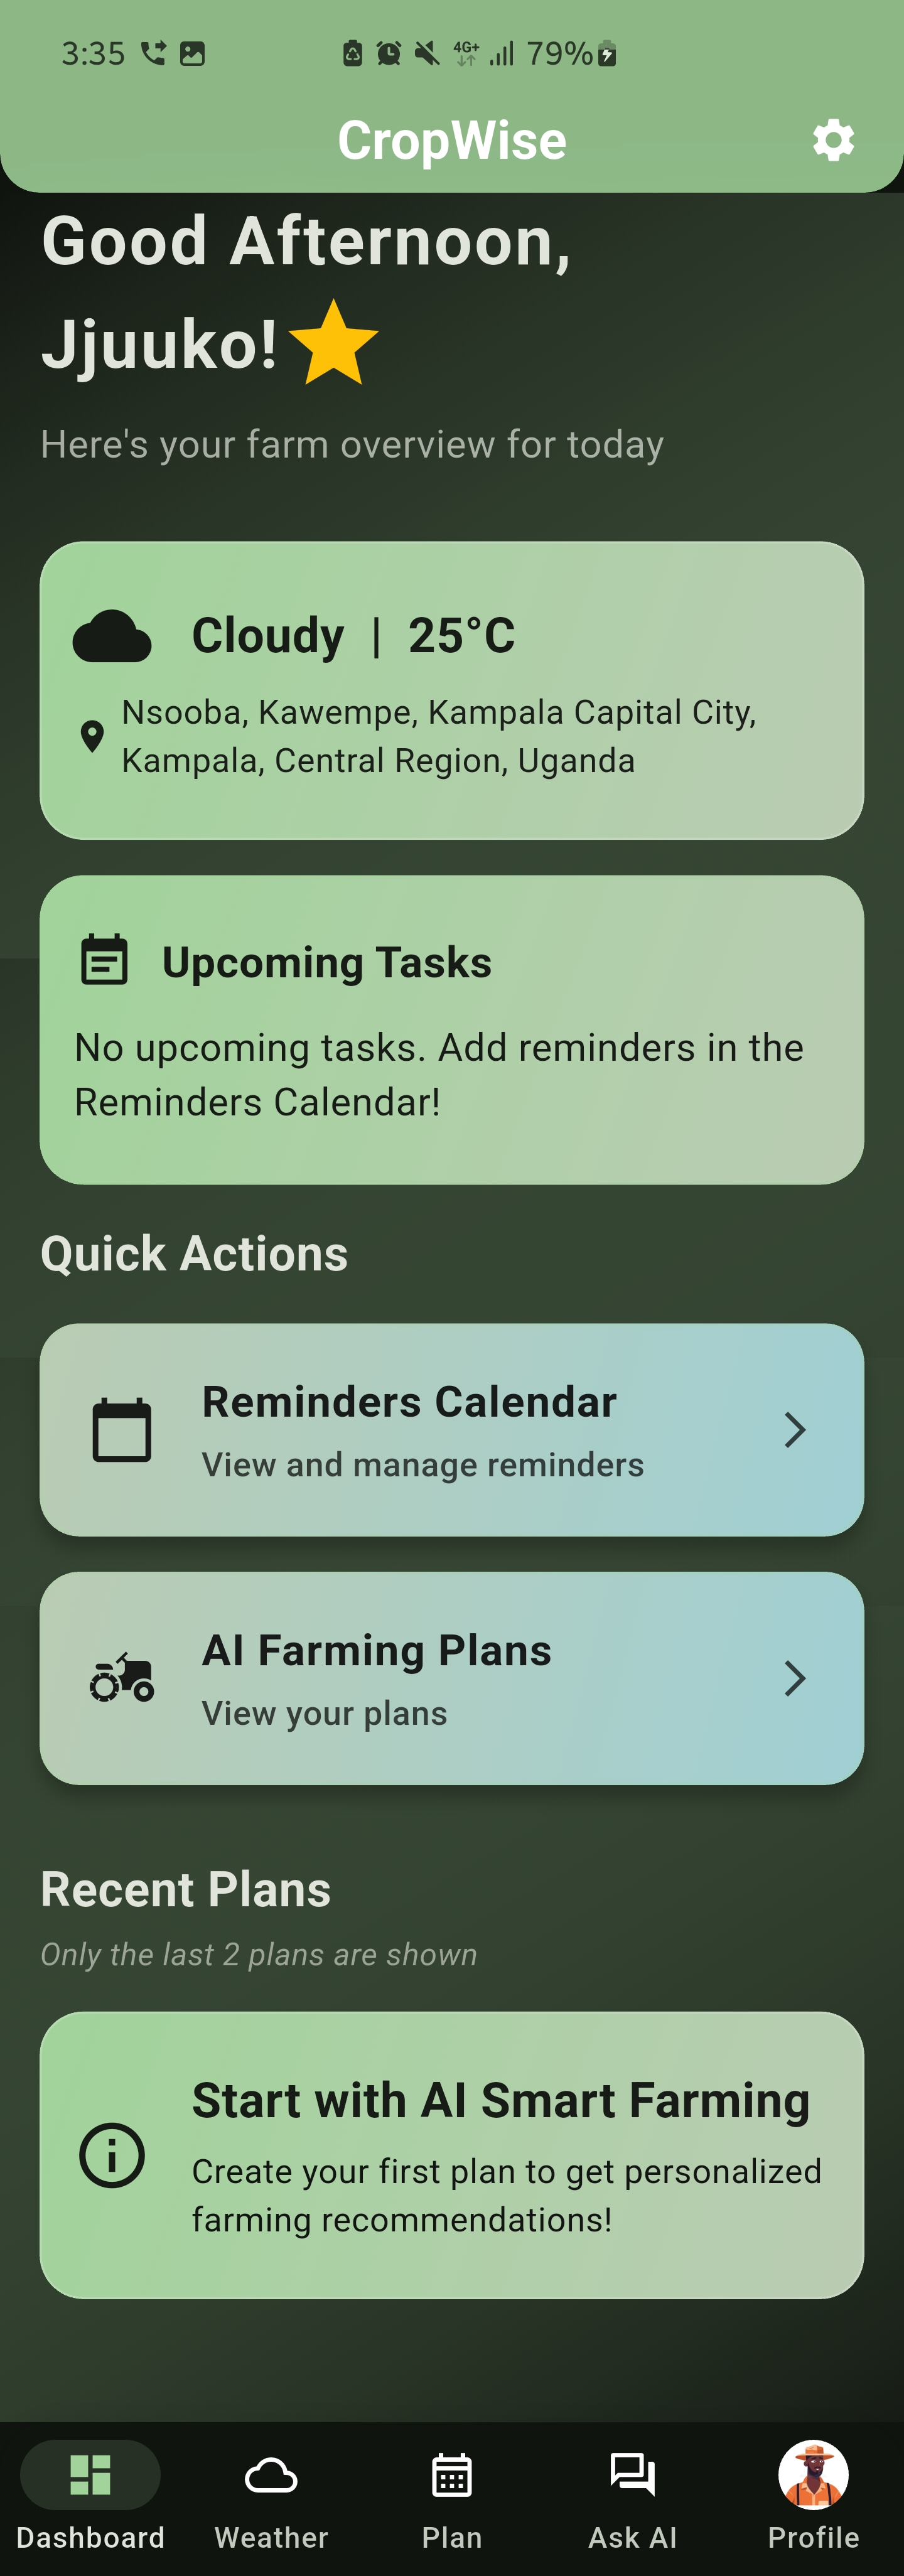 3:35
4G+
79%
CropWise
Good Afternoon,
Jjuuko!
Here's your farm overview for today
Cloudy | 25°C
Nsooba, Kawempe, Kampala Capital City,
Kampala, Central Region, Uganda
Upcoming Tasks
No upcoming tasks. Add reminders in the
Reminders Calendar!
Quick Actions
Reminders Calendar
View and manage reminders
AI Farming Plans
View your plans
Recent Plans
Only the last 2 plans are shown
Start with AI Smart Farming
Create your first plan to get personalized
farming recommendations!
Dashboard
Weather
Plan
Ask AI
Profile